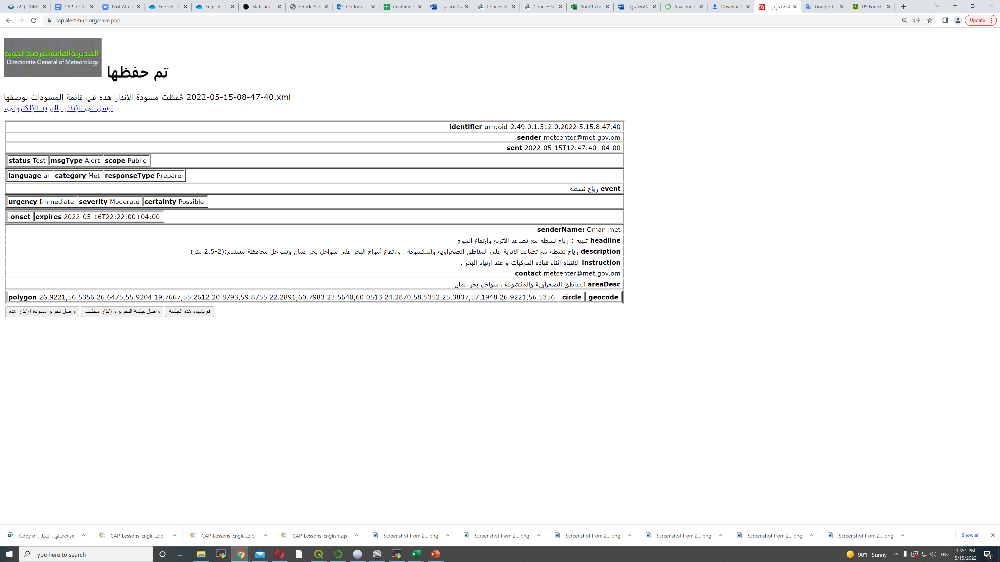 (22) DGME
CAP for th
Post Atten
English - C
English - C
Statistics
Oracle Sel
Outlook
Costumers
متابعة مهام
Course: Sh
Course: Sh
Book1.xlsx
متابعة مهام
Anaconda
Download
أداة تحرير ا
Google Tra
US Forest
cap.alert-hub.org/save.php
Update
المديرية العامة للأرصاد الجوية
Directorate General of Meteorology
تم حفظها
حُفظت مسودة الإنذار هذه في قائمة المسودات بوصفها 2022-05-15-08-47-40.xml
ارسل لي الإنذار بالبريد الإلكتروني.
identifier urn:oid:2.49.0.1.512.0.2022.5.15.8.47.40
sender metcenter@met.gov.om
sent 2022-05-15T12:47:40+04:00
status Test msgType Alert scope Public
language ar category Met responseType Prepare
event رياح نشطة
urgency Immediate severity Moderate certainty Possible
onset expires 2022-05-16T22:22:00+04:00
senderName: Oman met
headline تنبيه : رياح نشطة مع تصاعد الأتربة وارتفاع الموج
description رياح نشطة مع تصاعد الأتربة على المناطق الصحراوية والمكشوفة ، وارتفاع أمواج البحر على سواحل بحر عمان وسواحل محافظة مسندم:(2-2.5 متر)
instruction الانتباه أثناء قيادة المركبات و عند ارتياد البحر .
contact metcenter@met.gov.om
areaDesc المناطق الصحراوية والمكشوفة ، سواحل بحر عمان
polygon 26.9221,56.5356 26.6475,55.9204 19.7667,55.2612 20.8793,59.8755 22.2891,60.7983 23.5640,60.0513 24.2870,58.5352 25.3837,57.1948 26.9221,56.5356 circle geocode
واصل تحرير مسودة الإنذار هذه
واصل جلسة التحرير، لإنذار مختلف
قم بإنهاء هذه الجلسة
Copy of ...جداول المنا.xlsx
CAP-Lessons-Engli....zip
CAP-Lessons-Engli....zip
CAP-Lessons-English.zip
Screenshot from 2....png
Screenshot from 2....png
Screenshot from 2....png
Screenshot from 2....png
Screenshot from 2....png
Screenshot from 2....png
Show all
Type here to search
90°F Sunny
ENG
12:51 PM
5/15/2022
1